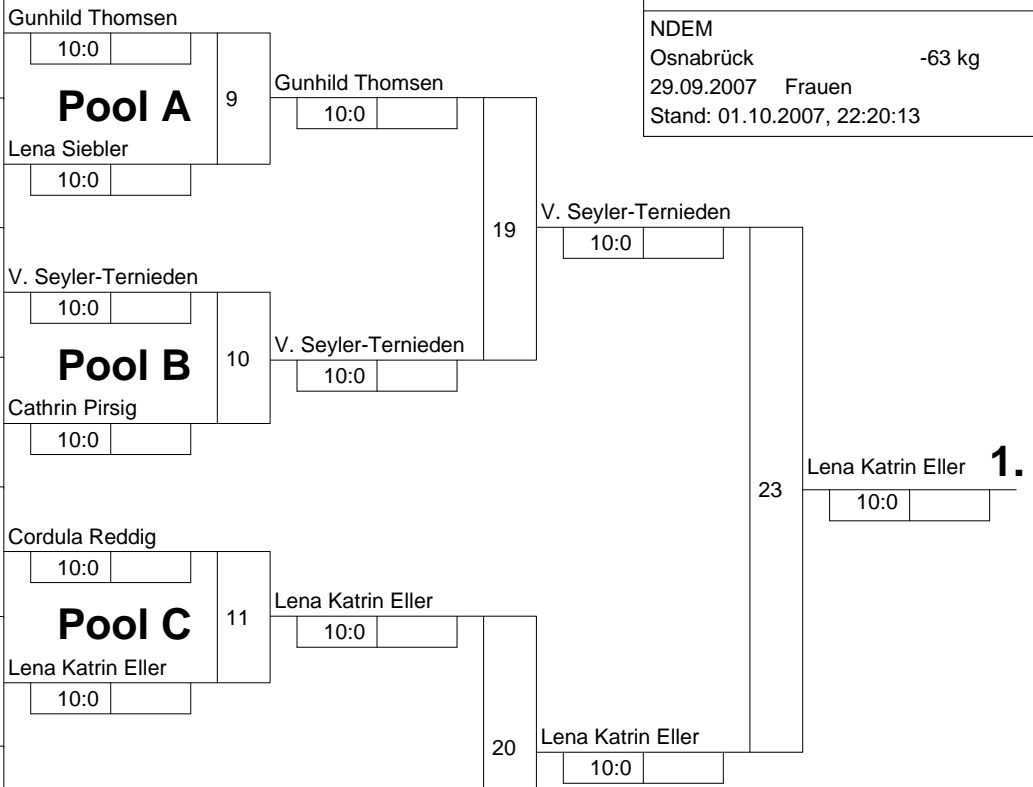 Gunhild Thomsen
10:0
Pool A
9
Lena Siebler
10:0
Gunhild Thomsen
10:0
NDEM
Osnabrück -63 kg
29.09.2007 Frauen
Stand: 01.10.2007, 22:20:13
19
V. Seyler-Ternieden
10:0
V. Seyler-Ternieden
10:0
Pool B
10
Cathrin Pirsig
10:0
V. Seyler-Ternieden
10:0
23
Lena Katrin Eller 1.
10:0
Cordula Reddig
10:0
Pool C
11
Lena Katrin Eller
10:0
Lena Katrin Eller
10:0
20
Lena Katrin Eller
10:0